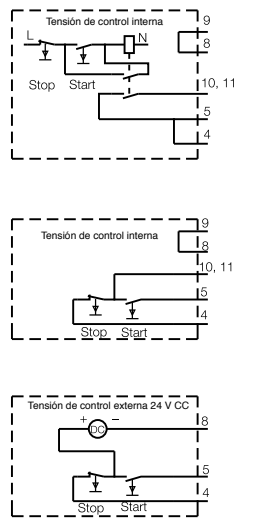 Tensión de control interna
9
L
N
8
Stop Start
10, 11
5
4
Tensión de control interna
9
8
10, 11
5
4
Stop Start
Tensión de control externa 24 V CC
+ −
DC
8
5
4
Stop Start